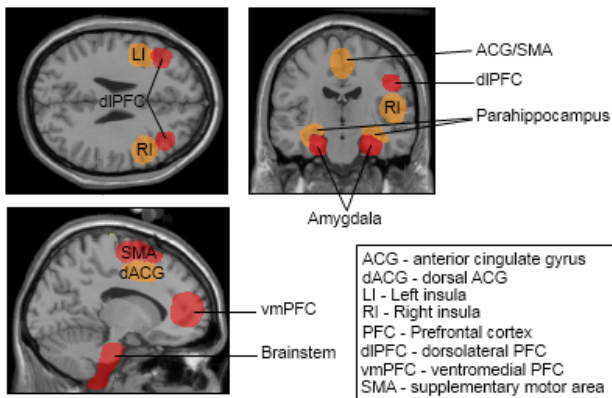 LI
dlPFC
RI
ACG/SMA
dlPFC
RI
Parahippocampus
Amygdala
SMA
dACG
vmPFC
Brainstem
ACG - anterior cingulate gyrus
dACG - dorsal ACG
LI - Left insula
RI - Right insula
PFC - Prefrontal cortex
dlPFC - dorsolateral PFC
vmPFC - ventromedial PFC
SMA - supplementary motor area